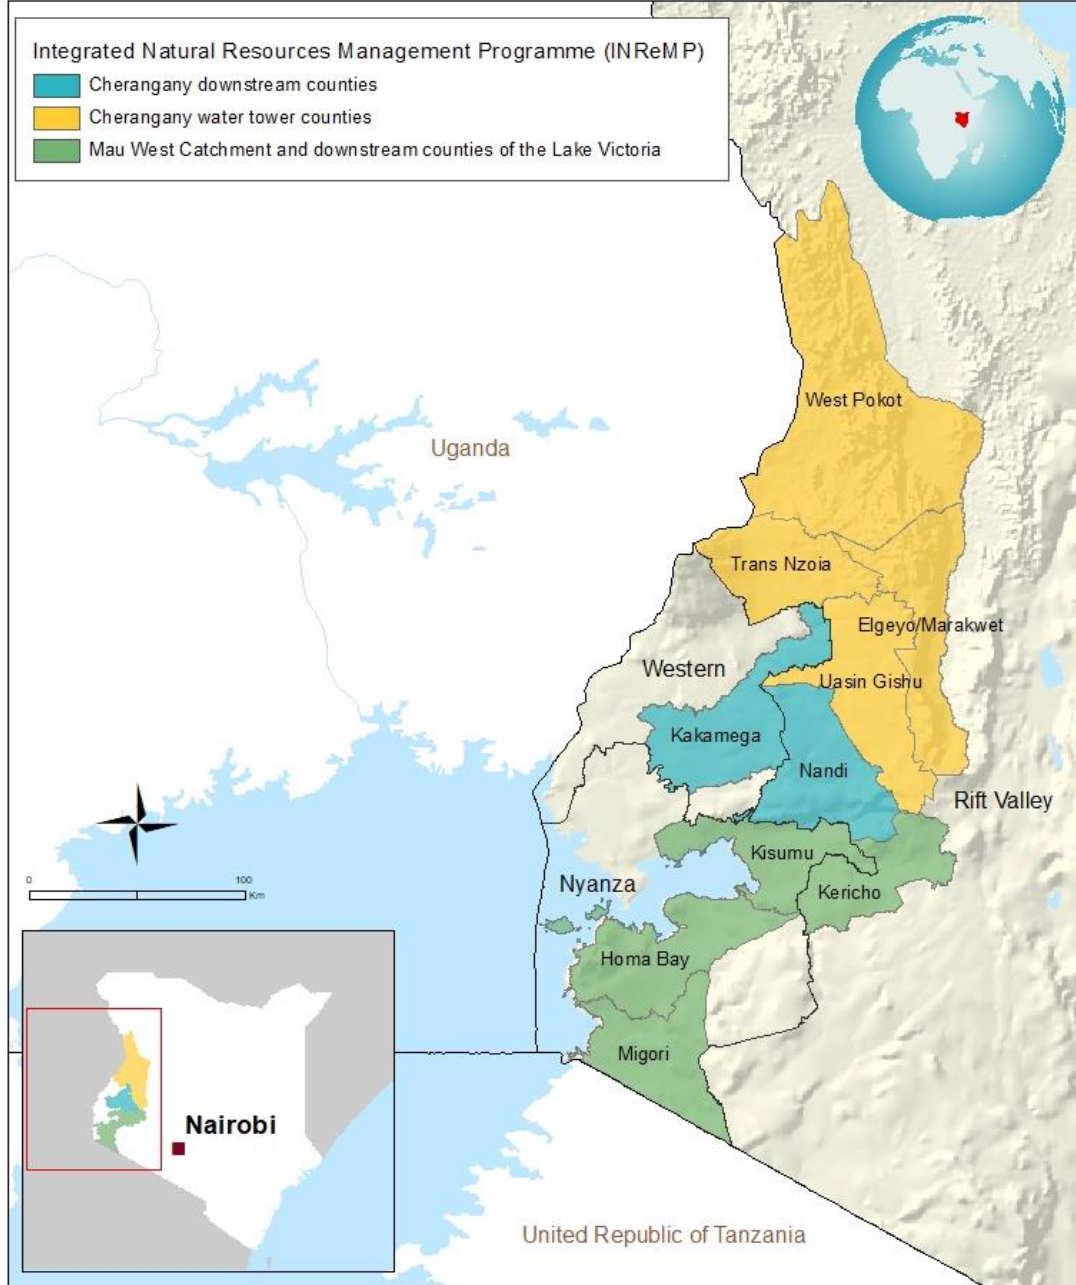 Integrated Natural Resources Management Programme (INReMP)
Cherangany downstream counties
Cherangany water tower counties
Mau West Catchment and downstream counties of the Lake Victoria
West Pokot
Uganda
Trans Nzoia
Elgeyo/Marakwet
Western
Uasin Gishu
Kakamega
Nandi
Rift Valley
Kisumu
Nyanza
Kericho
0 100
Km
Homa Bay
Migori
Nairobi
United Republic of Tanzania